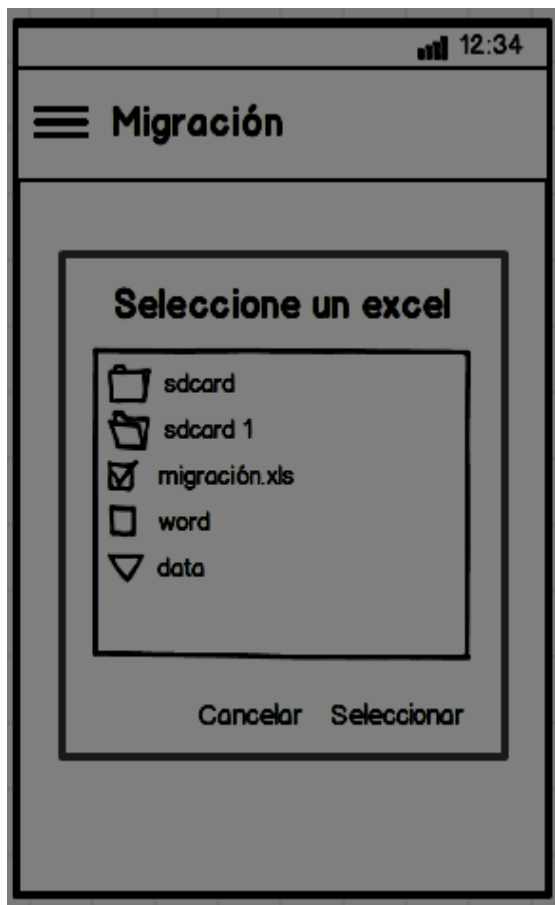 12:34
Migración
Seleccione un excel
sdcard
sdcard 1
migración.xls
word
data
Cancelar Seleccionar